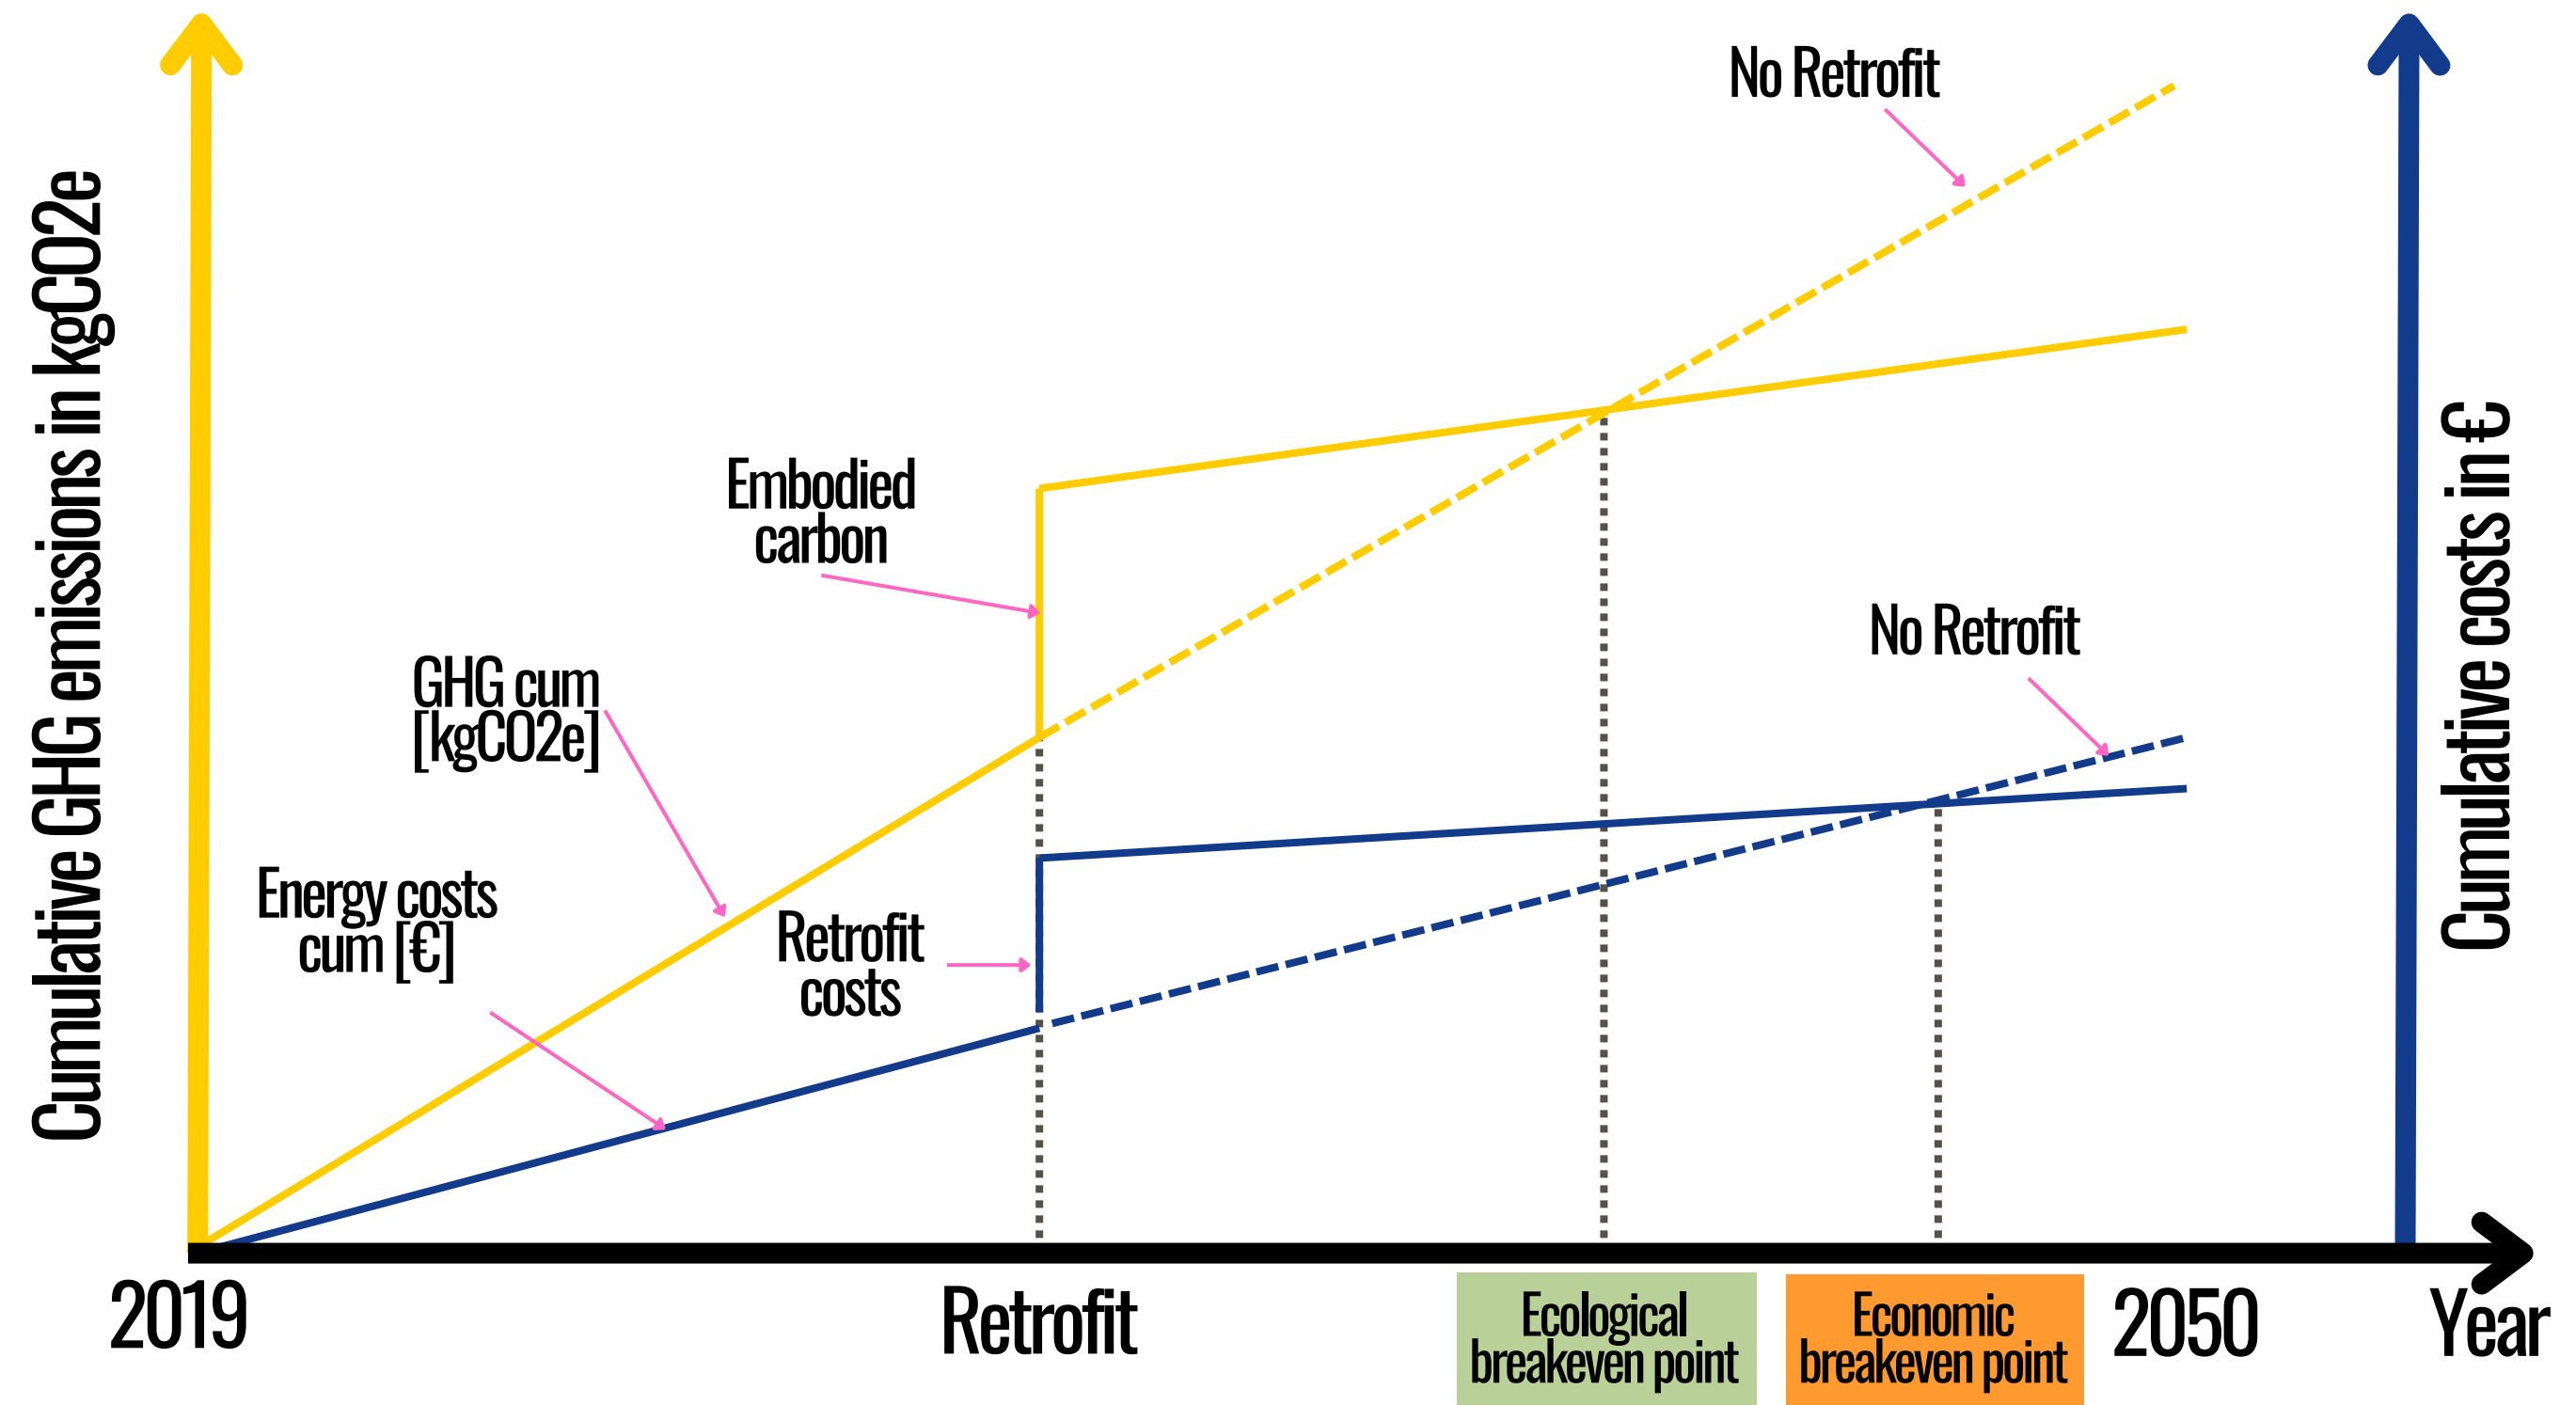 No Retrofit
Cumulative GHG emissions in kgCO2e
Cumulative costs in €
Embodied
carbon
No Retrofit
GHG cum
[kgCO2e]
Energy costs
cum [€]
Retrofit
costs
2019
Retrofit
Ecological
breakeven point
Economic
breakeven point
2050
Year